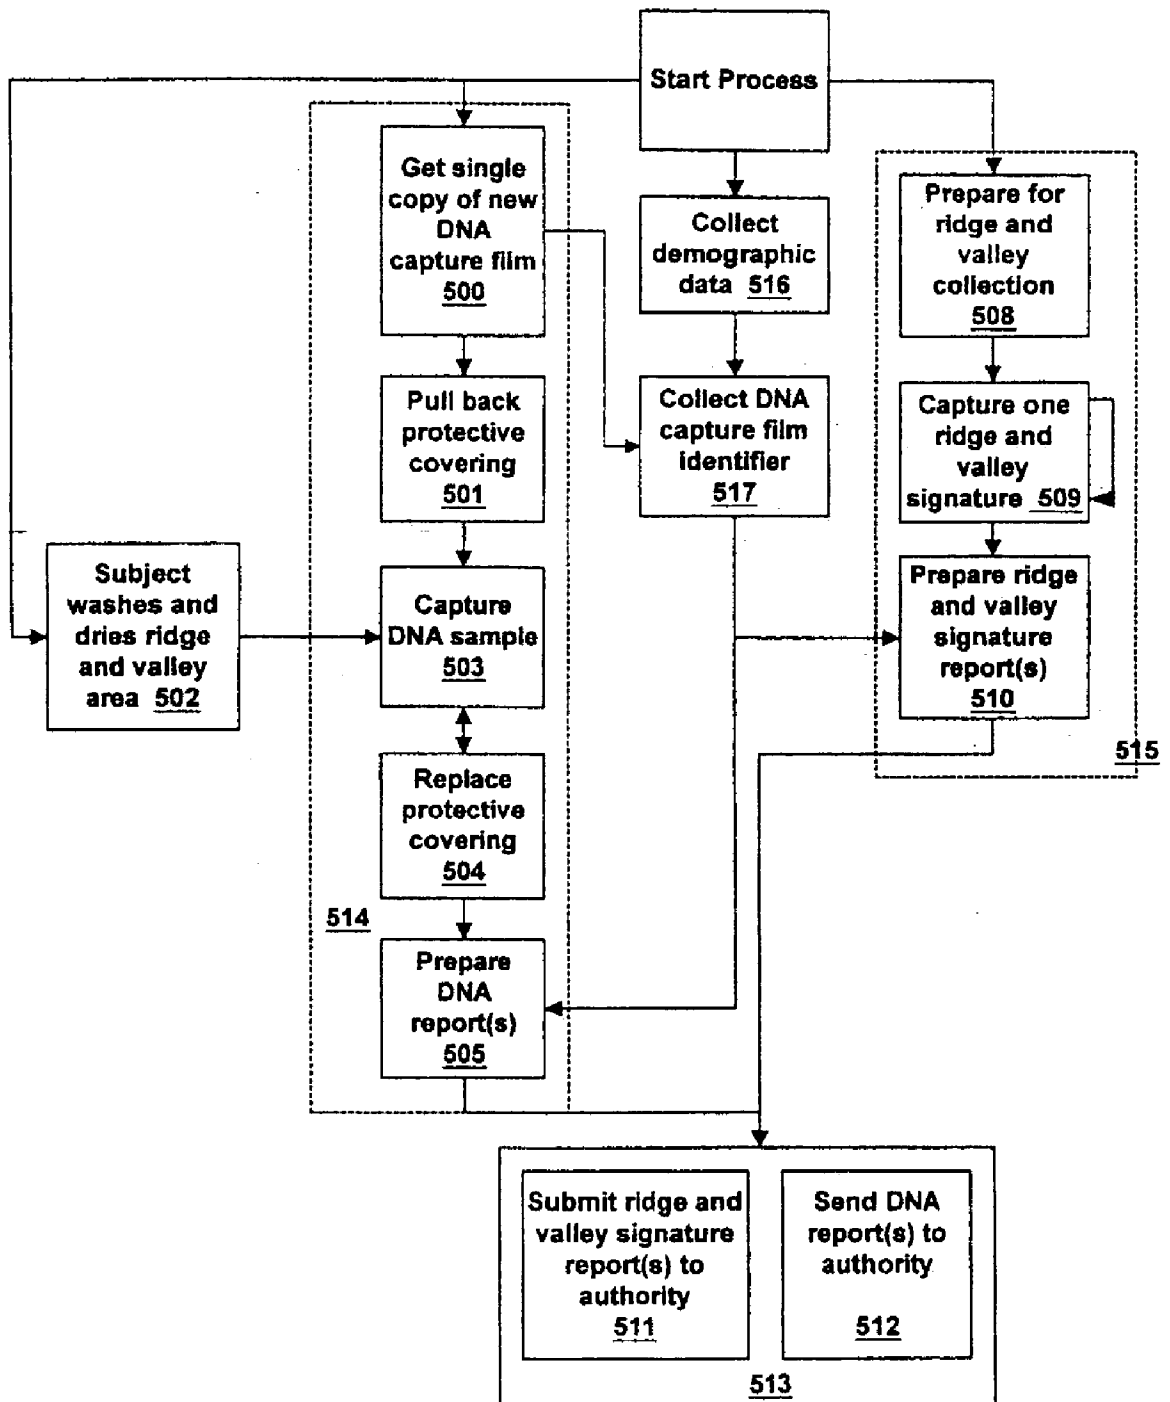 Start Process
Get single
copy of new
DNA
capture film
500
Collect
demographic
data 516
Prepare for
ridge and
valley
collection
508
Pull back
protective
covering
501
Collect DNA
capture film
identifier
517
Capture one
ridge and
valley
signature 509
Subject
washes and
dries ridge
and valley
area 502
Capture
DNA sample
503
Prepare ridge
and valley
signature
report(s)
510
515
Replace
protective
covering
504
514
Prepare
DNA
report(s)
505
Submit ridge and
valley signature
report(s) to
authority
511
Send DNA
report(s) to
authority
512
513